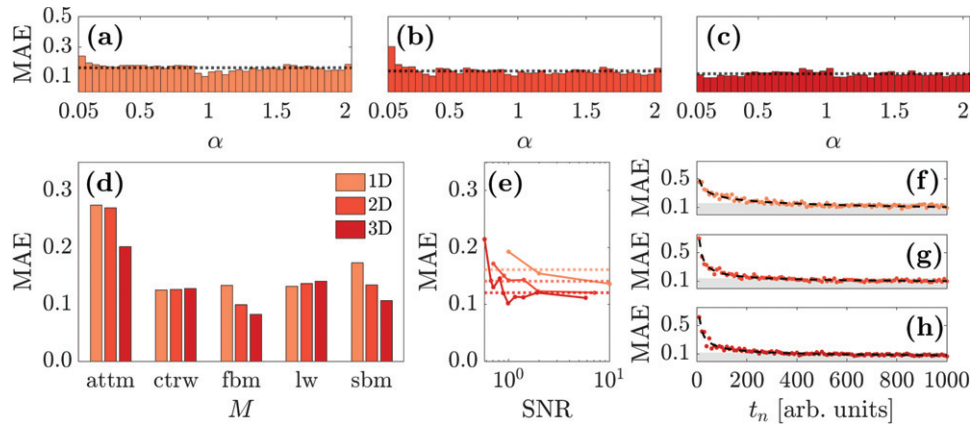 MAE
0.5
0.3
0.1
(a)
0.05 0.5 1 1.5 2
α
(b)
0.05 0.5 1 1.5 2
α
(c)
0.05 0.5 1 1.5 2
α
MAE
0.3
0.2
0.1
0.0
(d)
1D
2D
3D
attm ctrw fbm lw sbm
M
MAE
0.3
0.2
0.1
0.0
(e)
10⁰ 10¹
SNR
MAE
0.5
0.1
(f)
MAE
0.5
0.1
(g)
MAE
0.5
0.1
(h)
0 200 400 600 800 1000
tₙ [arb. units]